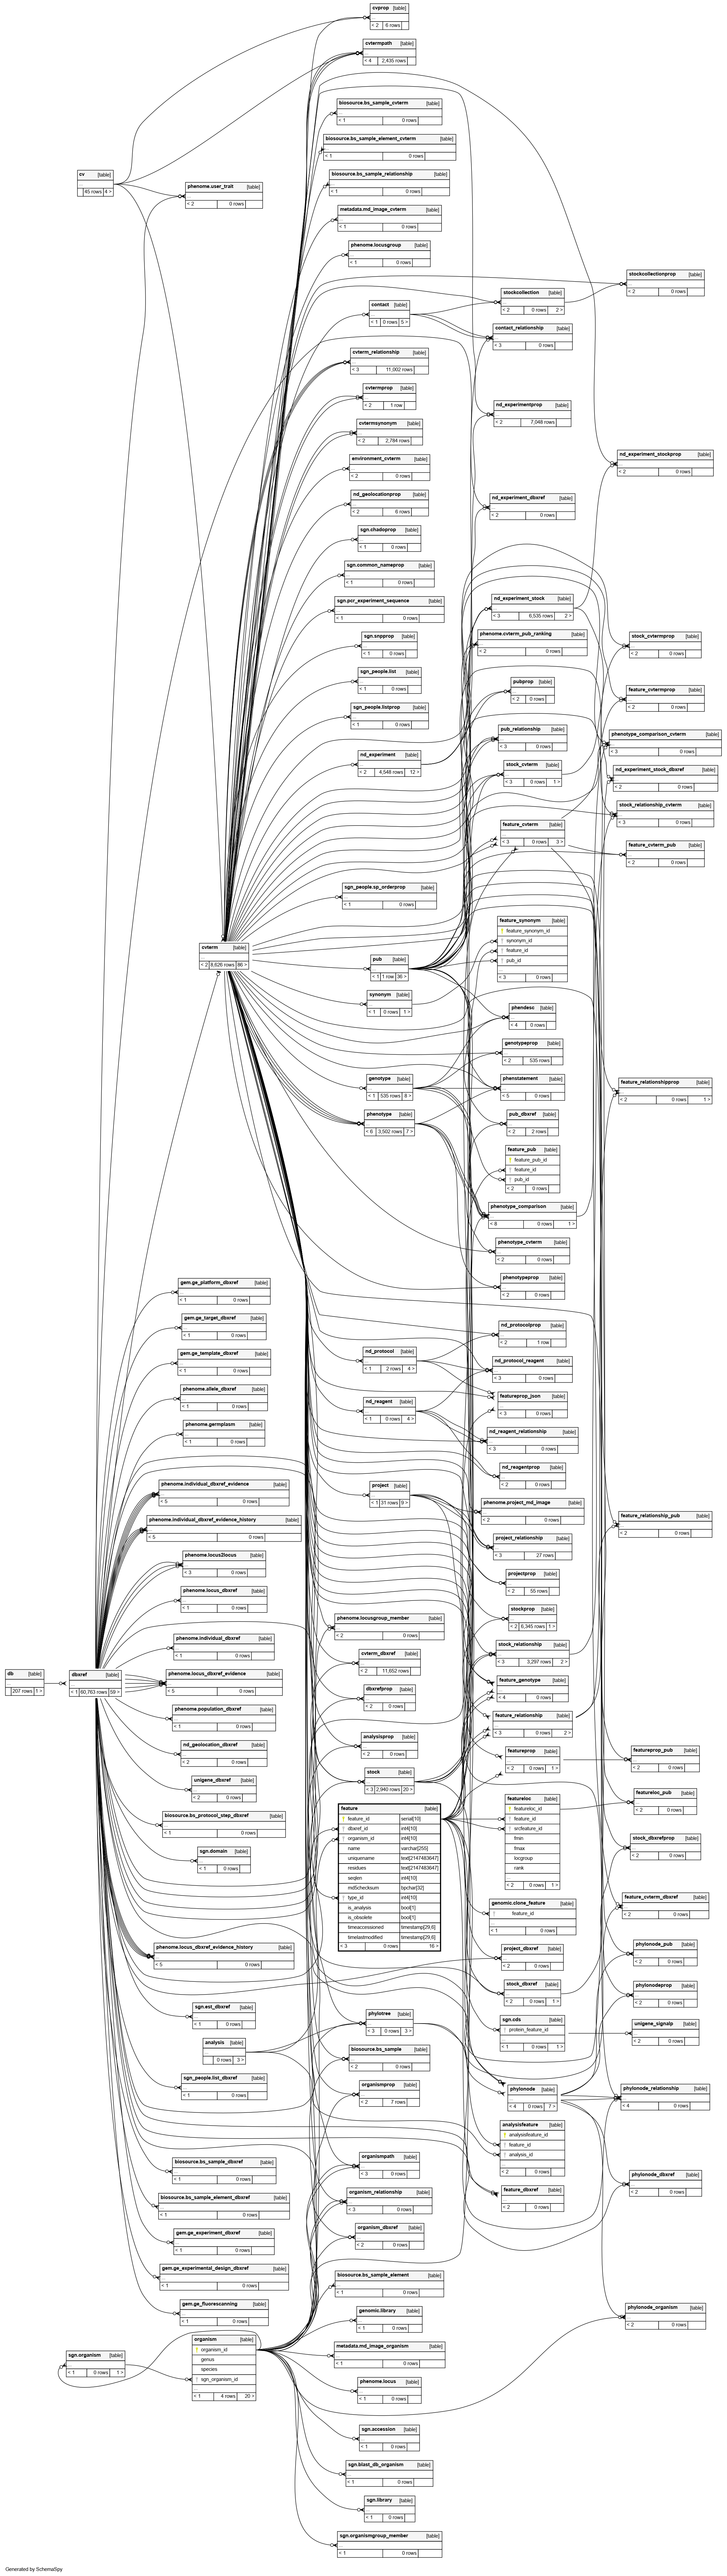 cvprop [table]
...
< 2 6 rows
cvtermpath [table]
...
< 4 2,435 rows
biosource.bs_sample_cvterm [table]
...
< 1 0 rows
biosource.bs_sample_element_cvterm [table]
...
< 1 0 rows
cv [table]
...
45 rows 4 >
biosource.bs_sample_relationship [table]
...
< 1 0 rows
phenome.user_trait [table]
...
< 2 0 rows
metadata.md_image_cvterm [table]
...
< 1 0 rows
phenome.locusgroup [table]
...
< 1 0 rows
stockcollectionprop [table]
...
< 2 0 rows
stockcollection [table]
...
< 2 0 rows 2 >
contact [table]
...
< 1 0 rows 5 >
contact_relationship [table]
...
< 3 0 rows
cvterm_relationship [table]
...
< 3 11,002 rows
cvtermprop [table]
...
< 2 1 row
nd_experimentprop [table]
...
< 2 7,048 rows
cvtermsynonym [table]
...
< 2 2,784 rows
nd_experiment_stockprop [table]
...
< 2 0 rows
environment_cvterm [table]
...
< 2 0 rows
nd_geolocationprop [table]
...
< 2 6 rows
nd_experiment_dbxref [table]
...
< 2 0 rows
sgn.chadoprop [table]
...
< 1 0 rows
sgn.common_nameprop [table]
...
< 1 0 rows
sgn.pcr_experiment_sequence [table]
...
< 1 0 rows
nd_experiment_stock [table]
...
< 3 6,535 rows 2 >
sgn.snpprop [table]
...
< 1 0 rows
phenome.cvterm_pub_ranking [table]
...
< 2 0 rows
stock_cvtermprop [table]
...
< 2 0 rows
sgn_people.list [table]
...
< 1 0 rows
pubprop [table]
...
< 2 0 rows
feature_cvtermprop [table]
...
< 2 0 rows
sgn_people.listprop [table]
...
< 1 0 rows
pub_relationship [table]
...
< 3 0 rows
phenotype_comparison_cvterm [table]
...
< 3 0 rows
nd_experiment [table]
...
< 2 4,548 rows 12 >
stock_cvterm [table]
...
< 3 0 rows 1 >
nd_experiment_stock_dbxref [table]
...
< 2 0 rows
stock_relationship_cvterm [table]
...
< 3 0 rows
feature_cvterm [table]
...
< 3 0 rows 3 >
feature_cvterm_pub [table]
...
< 2 0 rows
sgn_people.sp_orderprop [table]
...
< 1 0 rows
feature_synonym [table]
feature_synonym_id
synonym_id
feature_id
pub_id
...
< 3 0 rows
cvterm [table]
...
< 2 8,626 rows 86 >
pub [table]
...
< 1 1 row 36 >
synonym [table]
...
< 1 0 rows 1 >
phendesc [table]
...
< 4 0 rows
genotypeprop [table]
...
< 2 535 rows
genotype [table]
...
< 1 535 rows 8 >
phenstatement [table]
...
< 5 0 rows
feature_relationshipprop [table]
...
< 2 0 rows 1 >
phenotype [table]
...
< 6 3,502 rows 7 >
pub_dbxref [table]
...
< 2 2 rows
feature_pub [table]
feature_pub_id
feature_id
pub_id
< 2 0 rows
phenotype_comparison [table]
...
< 8 0 rows 1 >
phenotype_cvterm [table]
...
< 2 0 rows
phenotypeprop [table]
...
< 2 0 rows
gem.ge_platform_dbxref [table]
...
< 1 0 rows
gem.ge_target_dbxref [table]
...
< 1 0 rows
nd_protocolprop [table]
...
< 2 1 row
gem.ge_template_dbxref [table]
...
< 1 0 rows
nd_protocol [table]
...
< 1 2 rows 4 >
nd_protocol_reagent [table]
...
< 3 0 rows
phenome.allele_dbxref [table]
...
< 1 0 rows
nd_reagent [table]
...
< 1 0 rows 4 >
featureprop_json [table]
...
< 3 0 rows
phenome.germplasm [table]
...
< 1 0 rows
nd_reagent_relationship [table]
...
< 3 0 rows
nd_reagentprop [table]
...
< 2 0 rows
phenome.individual_dbxref_evidence [table]
...
< 5 0 rows
project [table]
...
< 1 31 rows 9 >
phenome.project_md_image [table]
...
< 2 0 rows
phenome.individual_dbxref_evidence_history [table]
...
< 5 0 rows
feature_relationship_pub [table]
...
< 2 0 rows
project_relationship [table]
...
< 3 27 rows
phenome.locus2locus [table]
...
< 3 0 rows
projectprop [table]
...
< 2 55 rows
phenome.locus_dbxref [table]
...
< 1 0 rows
stockprop [table]
...
< 2 6,345 rows 1 >
phenome.locusgroup_member [table]
...
< 2 0 rows
phenome.individual_dbxref [table]
...
< 1 0 rows
stock_relationship [table]
...
< 3 3,297 rows 2 >
cvterm_dbxref [table]
...
< 2 11,652 rows
db [table]
...
207 rows 1 >
dbxref [table]
...
< 1 60,763 rows 59 >
phenome.locus_dbxref_evidence [table]
...
< 5 0 rows
feature_genotype [table]
...
< 4 0 rows
dbxrefprop [table]
...
< 2 0 rows
phenome.population_dbxref [table]
...
< 1 0 rows
feature_relationship [table]
...
< 3 0 rows 2 >
analysisprop [table]
...
< 2 0 rows
nd_geolocation_dbxref [table]
...
< 2 0 rows
featureprop [table]
...
< 2 0 rows 1 >
featureprop_pub [table]
...
< 2 0 rows
unigene_dbxref [table]
...
< 2 0 rows
stock [table]
...
< 3 2,940 rows 20 >
featureloc_pub [table]
...
< 2 0 rows
featureloc [table]
featureloc_id
feature_id
srcfeature_id
fmin
fmax
locgroup
rank
...
< 2 0 rows 1 >
feature [table]
feature_id serial[10]
dbxref_id int4[10]
organism_id int4[10]
name varchar[255]
uniquename text[2147483647]
residues text[2147483647]
seqlen int4[10]
md5checksum bpchar[32]
type_id int4[10]
is_analysis bool[1]
is_obsolete bool[1]
timeaccessioned timestamp[29,6]
timelastmodified timestamp[29,6]
< 3 0 rows 16 >
biosource.bs_protocol_step_dbxref [table]
...
< 1 0 rows
stock_dbxrefprop [table]
...
< 2 0 rows
sgn.domain [table]
...
< 1 0 rows
feature_cvterm_dbxref [table]
...
< 2 0 rows
genomic.clone_feature [table]
feature_id
...
< 1 0 rows
phenome.locus_dbxref_evidence_history [table]
...
< 5 0 rows
project_dbxref [table]
...
< 2 0 rows
phylonode_pub [table]
...
< 2 0 rows
stock_dbxref [table]
...
< 2 0 rows 1 >
phylonodeprop [table]
...
< 2 0 rows
sgn.est_dbxref [table]
...
< 1 0 rows
phylotree [table]
...
< 3 0 rows 3 >
sgn.cds [table]
protein_feature_id
...
< 1 0 rows 1 >
unigene_signalp [table]
...
< 2 0 rows
analysis [table]
...
0 rows 3 >
biosource.bs_sample [table]
...
< 2 0 rows
sgn_people.list_dbxref [table]
...
< 1 0 rows
organismprop [table]
...
< 2 7 rows
phylonode [table]
...
< 4 0 rows 7 >
phylonode_relationship [table]
...
< 4 0 rows
analysisfeature [table]
analysisfeature_id
feature_id
analysis_id
...
< 2 0 rows
organismpath [table]
...
< 3 0 rows
biosource.bs_sample_dbxref [table]
...
< 1 0 rows
phylonode_dbxref [table]
...
< 2 0 rows
organism_relationship [table]
...
< 3 0 rows
feature_dbxref [table]
...
< 2 0 rows
biosource.bs_sample_element_dbxref [table]
...
< 1 0 rows
organism_dbxref [table]
...
< 2 0 rows
gem.ge_experiment_dbxref [table]
...
< 1 0 rows
gem.ge_experimental_design_dbxref [table]
...
< 1 0 rows
biosource.bs_sample_element [table]
...
< 1 0 rows
gem.ge_fluorescanning [table]
...
< 1 0 rows
genomic.library [table]
...
< 1 0 rows
phylonode_organism [table]
...
< 2 0 rows
organism [table]
organism_id
genus
species
sgn_organism_id
...
< 1 4 rows 20 >
sgn.organism [table]
...
< 1 0 rows 1 >
metadata.md_image_organism [table]
...
< 1 0 rows
phenome.locus [table]
...
< 1 0 rows
sgn.accession [table]
...
< 1 0 rows
sgn.blast_db_organism [table]
...
< 1 0 rows
sgn.library [table]
...
< 1 0 rows
sgn.organismgroup_member [table]
...
< 1 0 rows
Generated by SchemaSpy